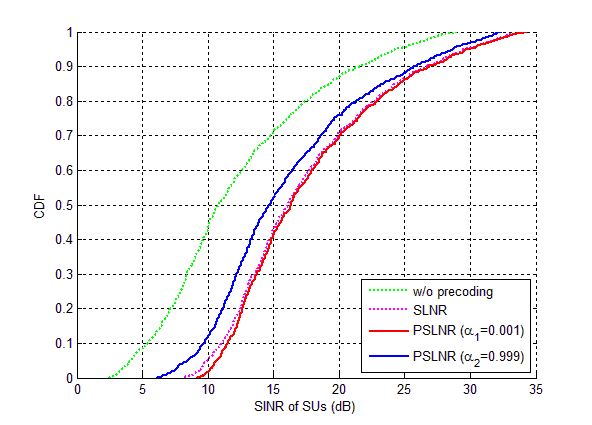 1
0.9
0.8
0.7
0.6
0.5
0.4
0.3
0.2
0.1
0
CDF
w/o precoding
SLNR
PSLNR (α1=0.001)
PSLNR (α2=0.999)
0 5 10 15 20 25 30 35
SINR of SUs (dB)